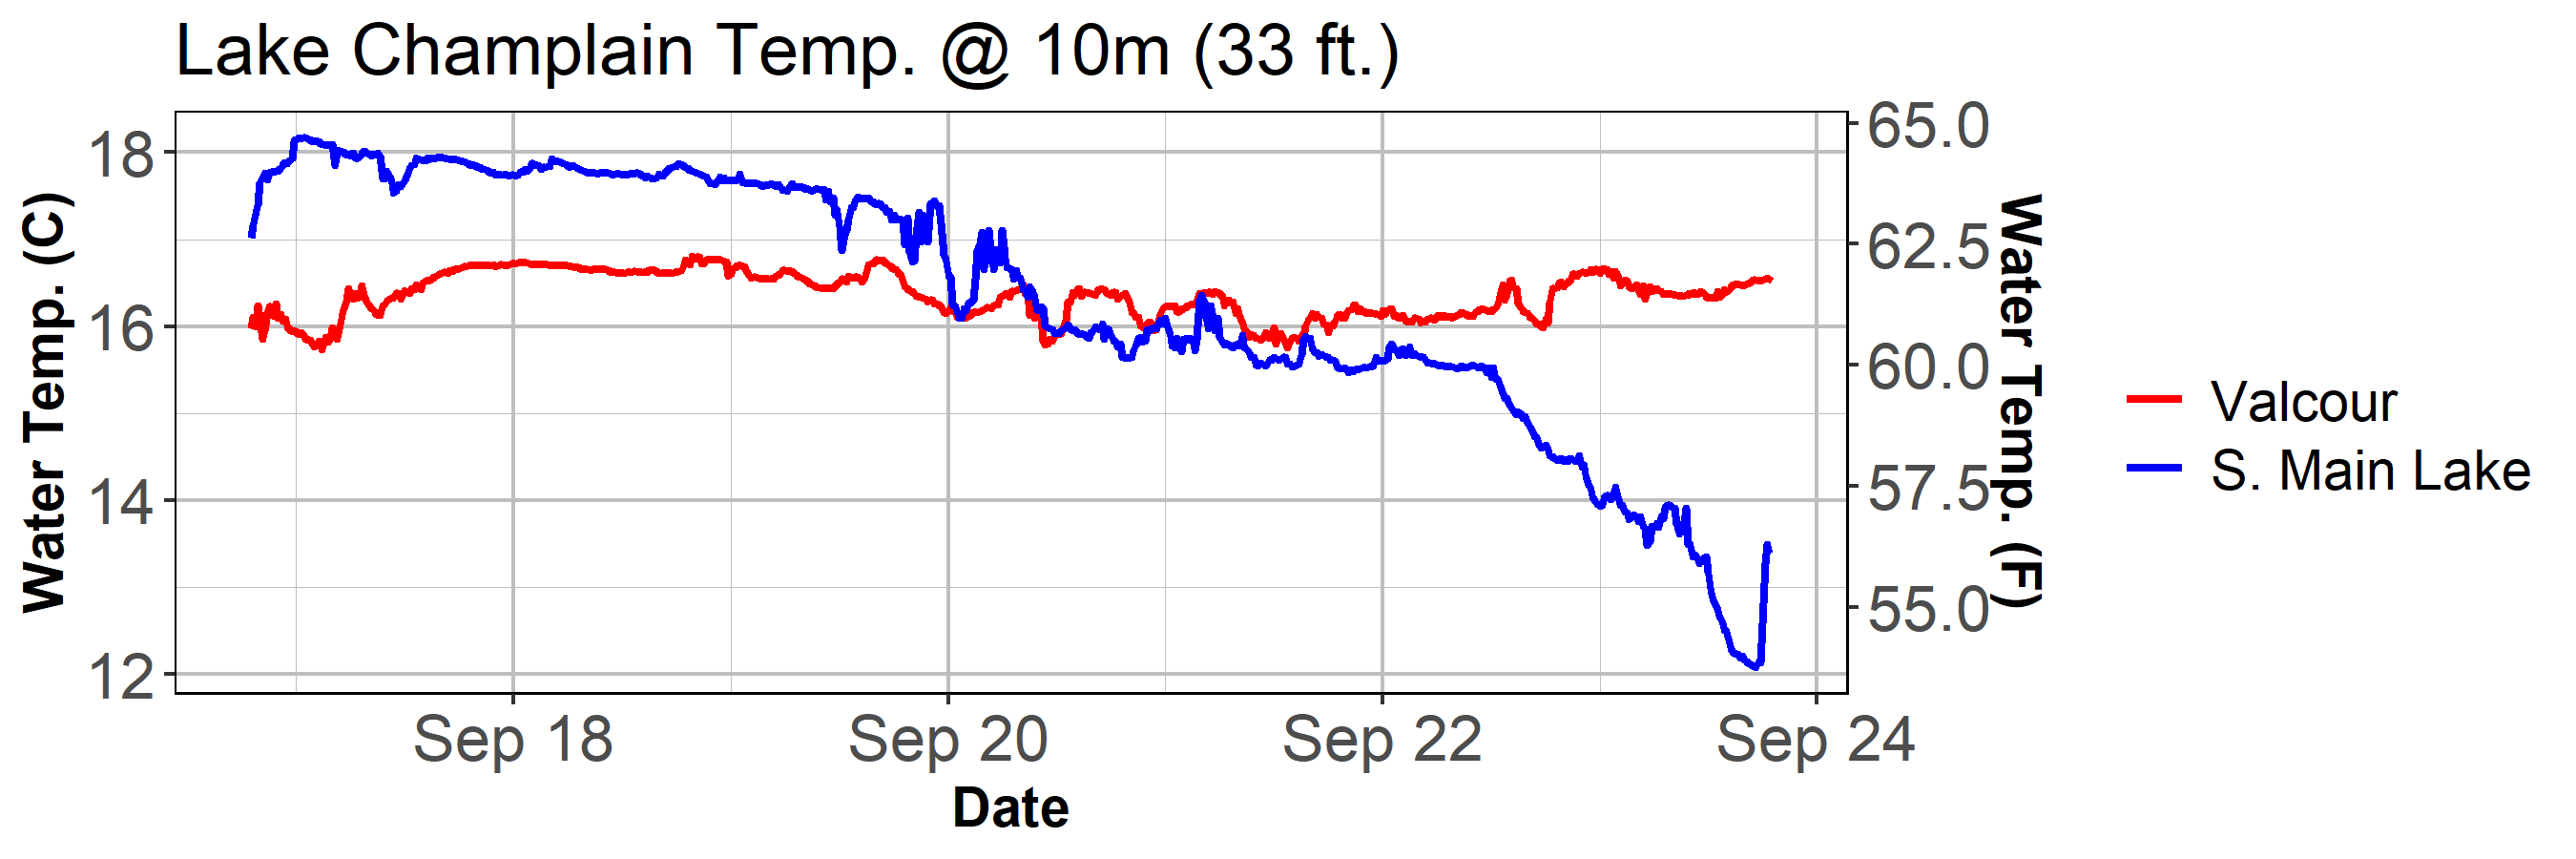 Lake Champlain Temp. @ 10m (33 ft.)
Water Temp. (C)
18
16
14
12
65.0
62.5
60.0
57.5
55.0
Water Temp. (F)
Sep 18 Sep 20 Sep 22 Sep 24
Date
Valcour
S. Main Lake